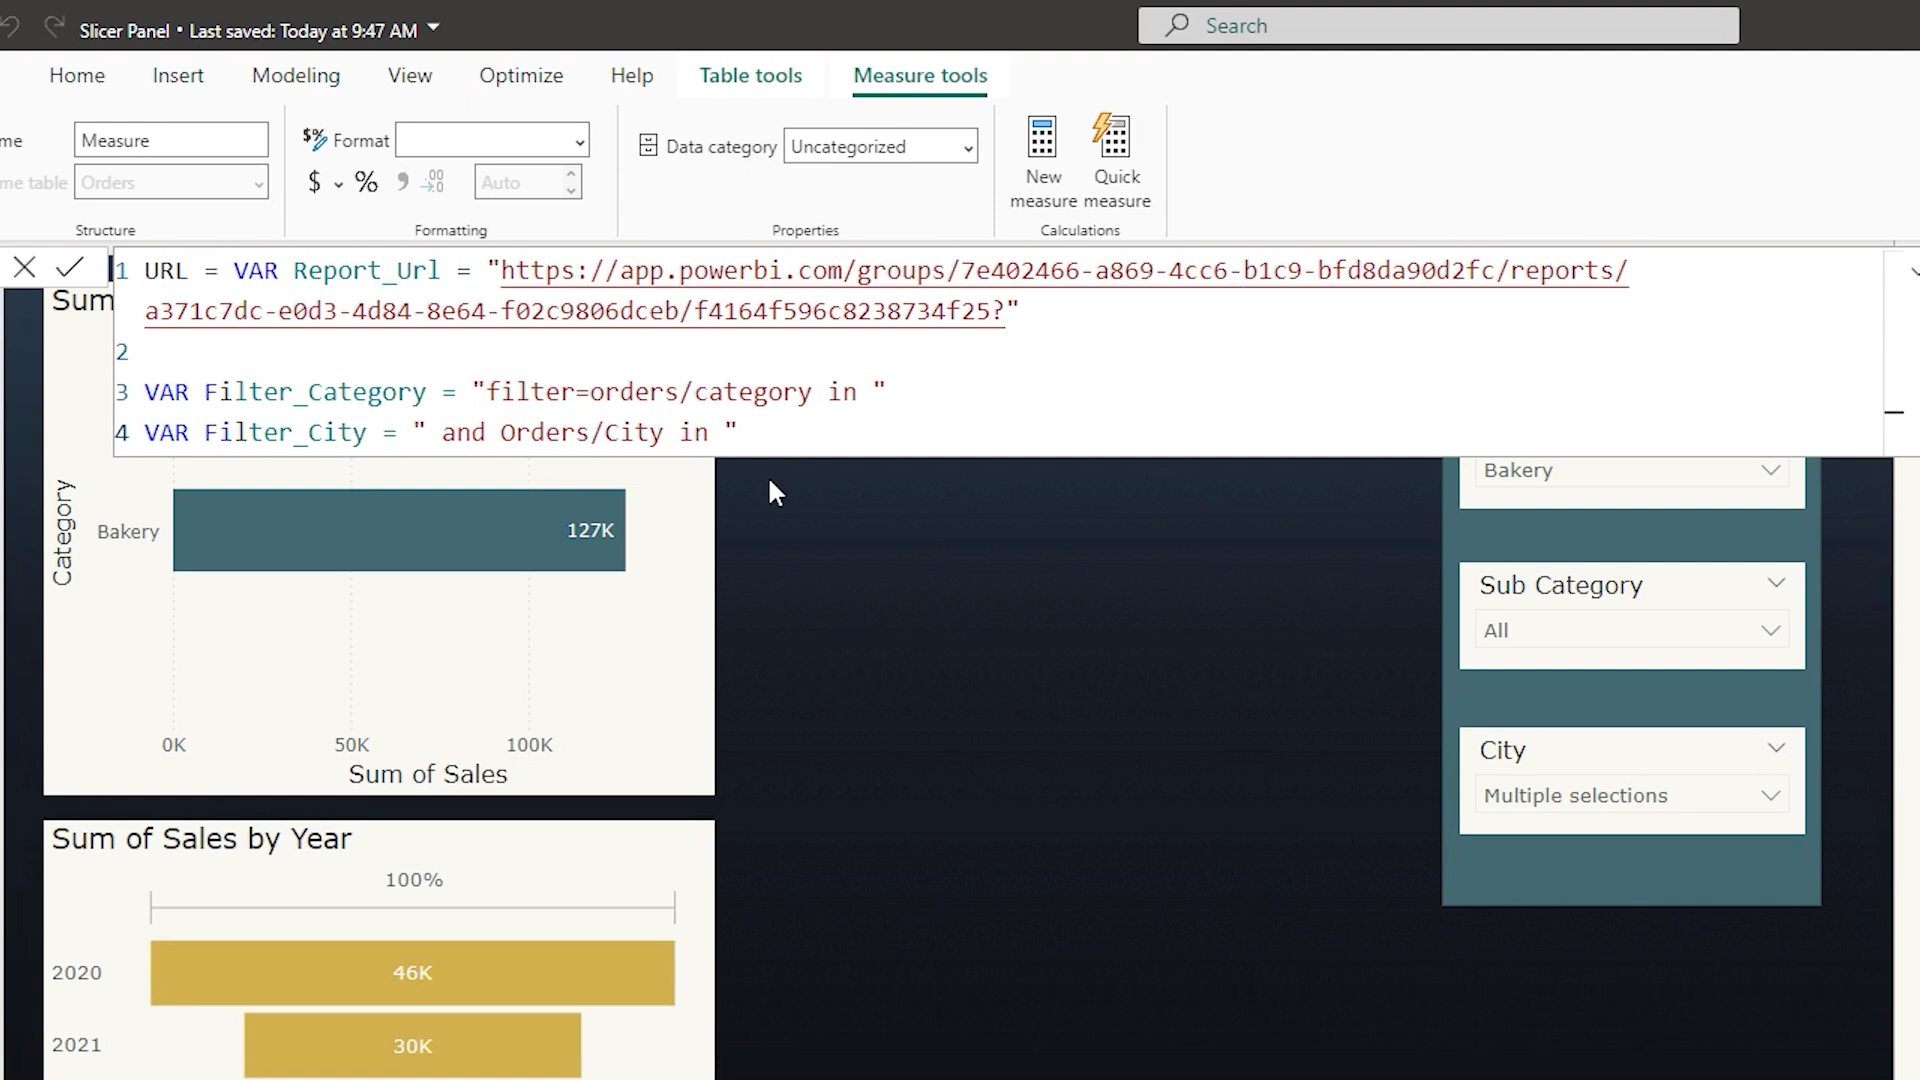 Slicer Panel • Last saved: Today at 9:47 AM
Search
Home Insert Modeling View Optimize Help Table tools Measure tools
me Measure
me table Orders
Structure
$% Format
$ % Auto
Formatting
Data category Uncategorized
Properties
New measure
Quick measure
Calculations
1 URL = VAR Report_Url = "https://app.powerbi.com/groups/7e402466-a869-4cc6-b1c9-bfd8da90d2fc/reports/
a371c7dc-e0d3-4d84-8e64-f02c9806dceb/f4164f596c8238734f25?"
2
3 VAR Filter_Category = "filter=orders/category in "
4 VAR Filter_City = " and Orders/City in "
Sum
Category
Bakery
127K
0K 50K 100K
Sum of Sales
Sum of Sales by Year
100%
2020 46K
2021 30K
Bakery
Sub Category
All
City
Multiple selections